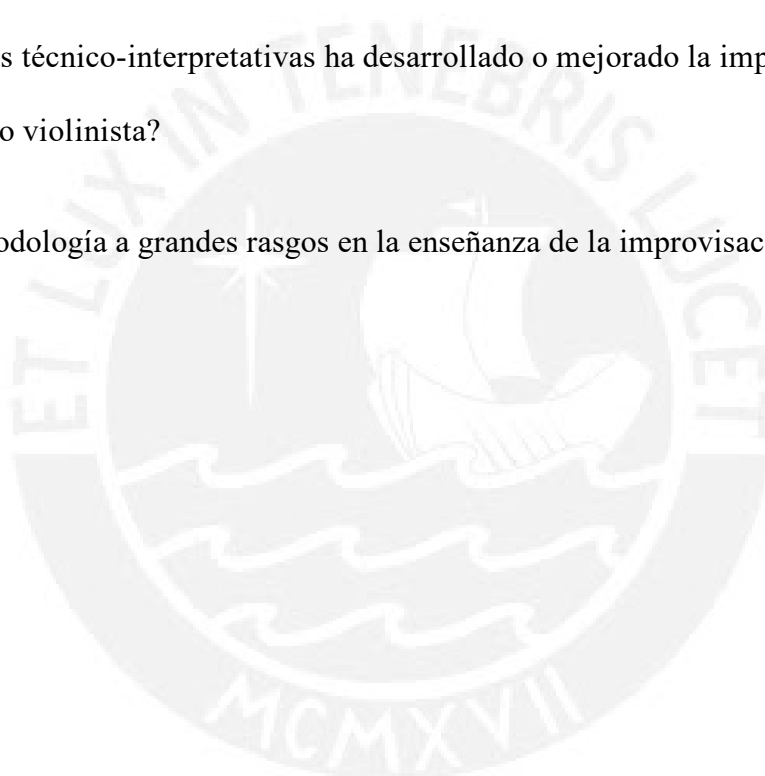 s técnico-interpretativas ha desarrollado o mejorado la imp
o violinista?
odología a grandes rasgos en la enseñanza de la improvisac
ET LUX IN TENEBRIS LUCET
MCMXVII